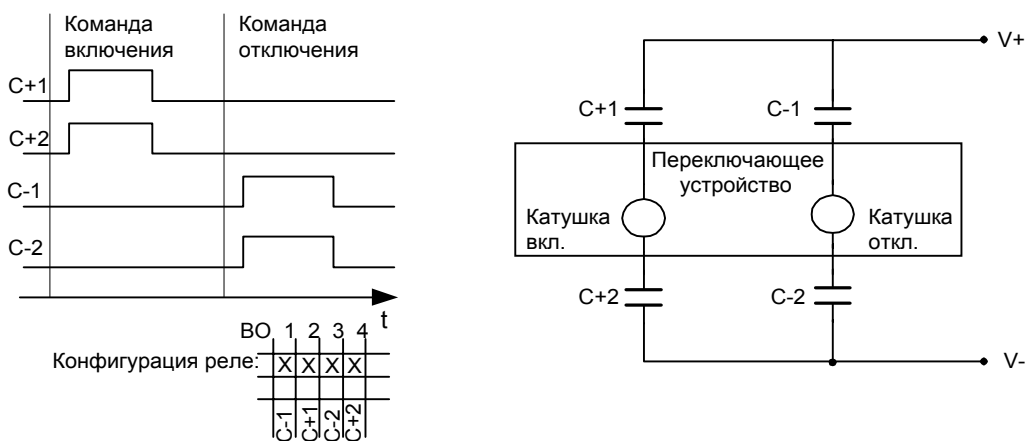 Команда включения
Команда отключения
C+1
C+2
C-1
C-2
t
BO 1 2 3 4
Конфигурация реле: X X X X
C-1 C+1 C-2 C+2
V+
C+1
C-1
Переключающее устройство
Катушка вкл.
Катушка откл.
C+2
C-2
V-